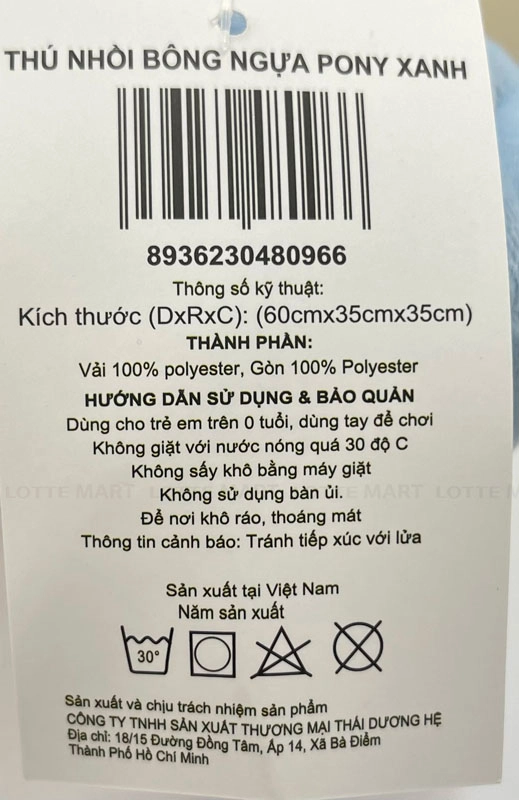 THÚ NHỒI BÔNG NGỰA PONY XANH
8936230480966
Thông số kỹ thuật:
Kích thước (DxRxC): (60cmx35cmx35cm)
THÀNH PHẦN:
Vải 100% polyester, Gòn 100% Polyester
HƯỚNG DẪN SỬ DỤNG & BẢO QUẢN
Dùng cho trẻ em trên 0 tuổi, dùng tay để chơi
Không giặt với nước nóng quá 30 độ C
Không sấy khô bằng máy giặt
LOTTE MART LOTTE MART LOTTE M
Không sử dụng bàn ủi.
Để nơi khô ráo, thoáng mát
Thông tin cảnh báo: Tránh tiếp xúc với lửa
Sản xuất tại Việt Nam
Năm sản xuất
30°
Sản xuất và chịu trách nhiệm sản phẩm
CÔNG TY TNHH SẢN XUẤT THƯƠNG MẠI THÁI DƯƠNG HỆ
Địa chỉ: 18/15 Đường Đồng Tâm, Ấp 14, Xã Bà Điểm
Thành Phố Hồ Chí Minh